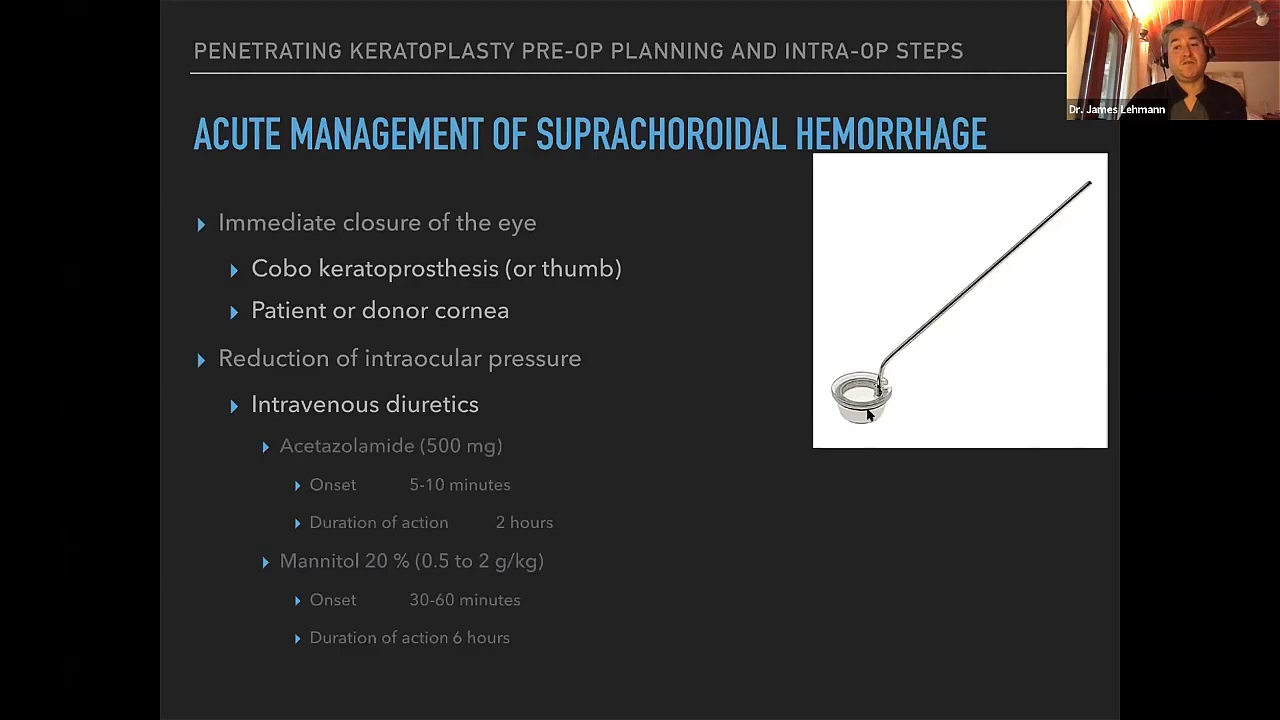 PENETRATING KERATOPLASTY PRE-OP PLANNING AND INTRA-OP STEPS
Dr. James Lehmann
ACUTE MANAGEMENT OF SUPRACHOROIDAL HEMORRHAGE
Immediate closure of the eye
Cobo keratoprosthesis (or thumb)
Patient or donor cornea
Reduction of intraocular pressure
Intravenous diuretics
Acetazolamide (500 mg)
Onset 5-10 minutes
Duration of action 2 hours
Mannitol 20 % (0.5 to 2 g/kg)
Onset 30-60 minutes
Duration of action 6 hours